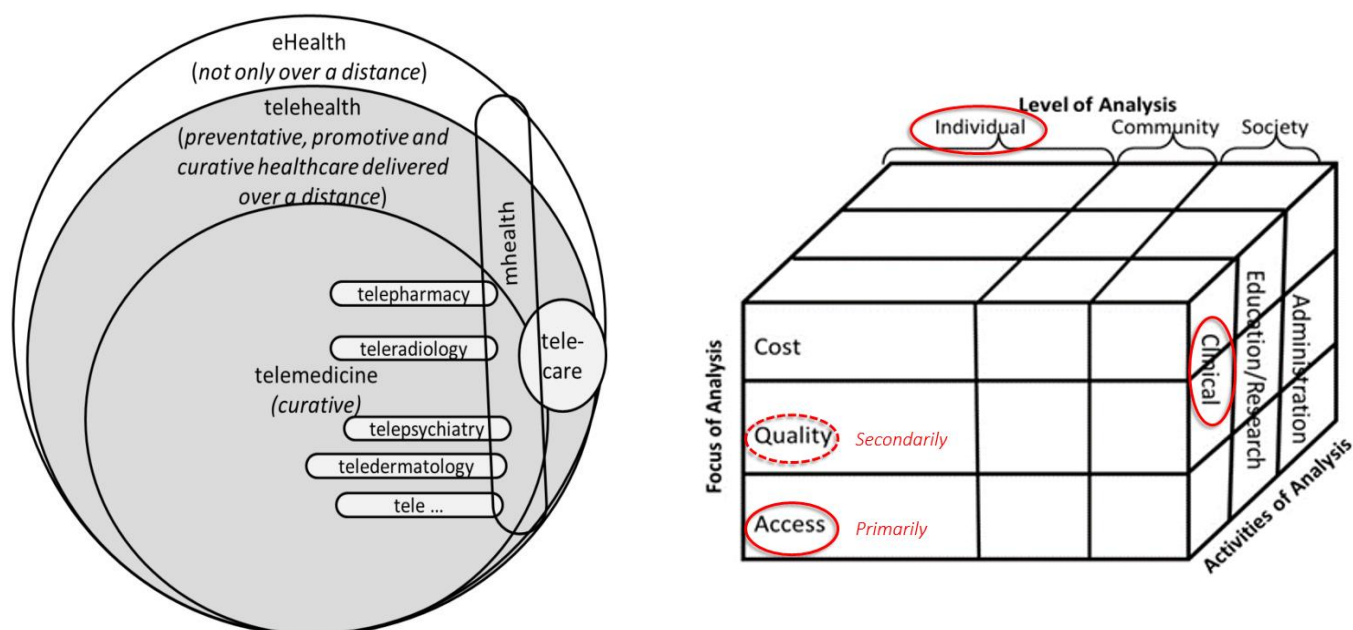 eHealth
(not only over a distance)
telehealth
(preventative, promotive and
curative healthcare delivered
over a distance)
mhealth
telepharmacy
teleradiology
tele-
care
telemedicine
(curative)
telepsychiatry
teledermatology
tele ...
Level of Analysis
Individual
Community
Society
Focus of Analysis
Cost
Quality
Secondarily
Access
Primarily
Clinical
Education/Research
Administration
Activities of Analysis